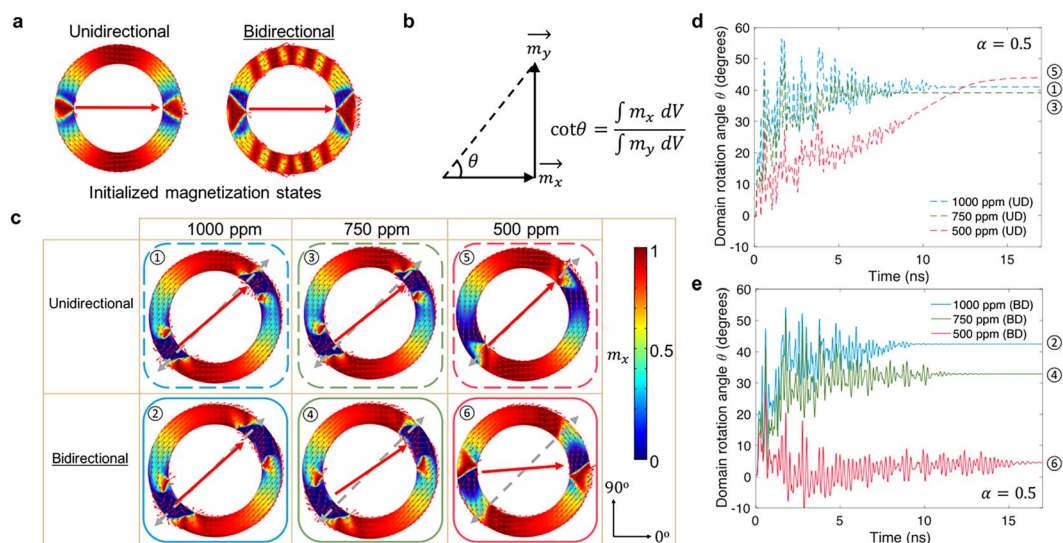 a
Unidirectional
Bidirectional
Initialized magnetization states
b
m_y
θ
m_x
cotθ = ∫ m_x dV / ∫ m_y dV
c
1000 ppm
750 ppm
500 ppm
Unidirectional
①
③
⑤
Bidirectional
②
④
⑥
1
m_x
0.5
0
90º
0º
d
α = 0.5
Domain rotation angle θ (degrees)
60
50
40
30
20
10
0
-10
1000 ppm (UD)
750 ppm (UD)
500 ppm (UD)
0
5
10
15
Time (ns)
⑤
①
③
e
Domain rotation angle θ (degrees)
60
50
40
30
20
10
0
-10
1000 ppm (BD)
750 ppm (BD)
500 ppm (BD)
α = 0.5
0
5
10
15
Time (ns)
②
④
⑥